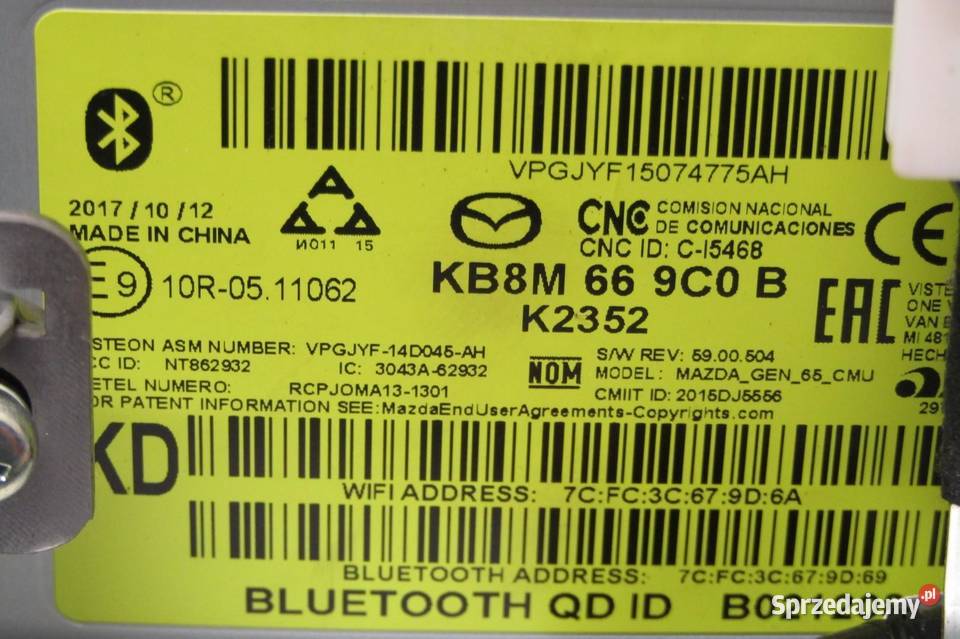 ®
VPGJYF15074775AH
2017/10/12
MADE IN CHINA
И011 15
CNC COMISION NACIONAL
DE COMUNICACIONES
CNC ID: C-I5468
CE
E9 10R-05.11062
KB8M 66 9C0 B
K2352
EAC
ONE
VAN
MI 481
HECH
STEON ASM NUMBER: VPGJYF-14D045-AH
CC ID: NT862932 IC: 3043A-62932
ETEL NUMERO: RCPJOMA13-1301
NOM
S/W REV: 59.00.504
MODEL: MAZDA_GEN_65_CMU
CMIIT ID: 2015DJ5556
OR PATENT INFORMATION SEE:MazdaEndUserAgreements-Copyrights.com
KD
WIFI ADDRESS: 7C:FC:3C:67:9D:6A
BLUETOOTH ADDRESS: 7C:FC:3C:67:9D:69
BLUETOOTH QD ID
Sprzedajemy.pl